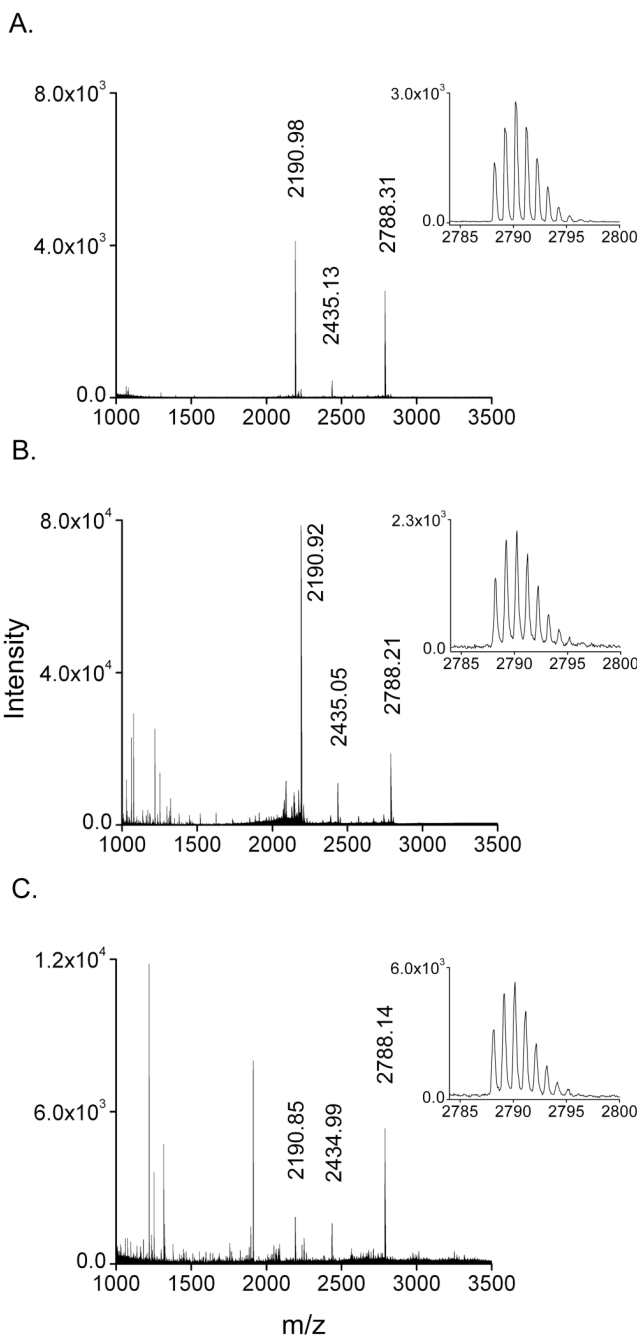 A.
8.0x10³
4.0x10³
0.0
1000 1500 2000 2500 3000 3500
2190.98
2435.13
2788.31
3.0x10³
0.0
2785 2790 2795 2800
B.
Intensity
8.0x10⁴
4.0x10⁴
0.0
1000 1500 2000 2500 3000 3500
2190.92
2435.05
2788.21
2.3x10³
0.0
2785 2790 2795 2800
C.
1.2x10⁴
6.0x10³
0.0
1000 1500 2000 2500 3000 3500
2190.85
2434.99
2788.14
6.0x10³
0.0
2785 2790 2795 2800
m/z